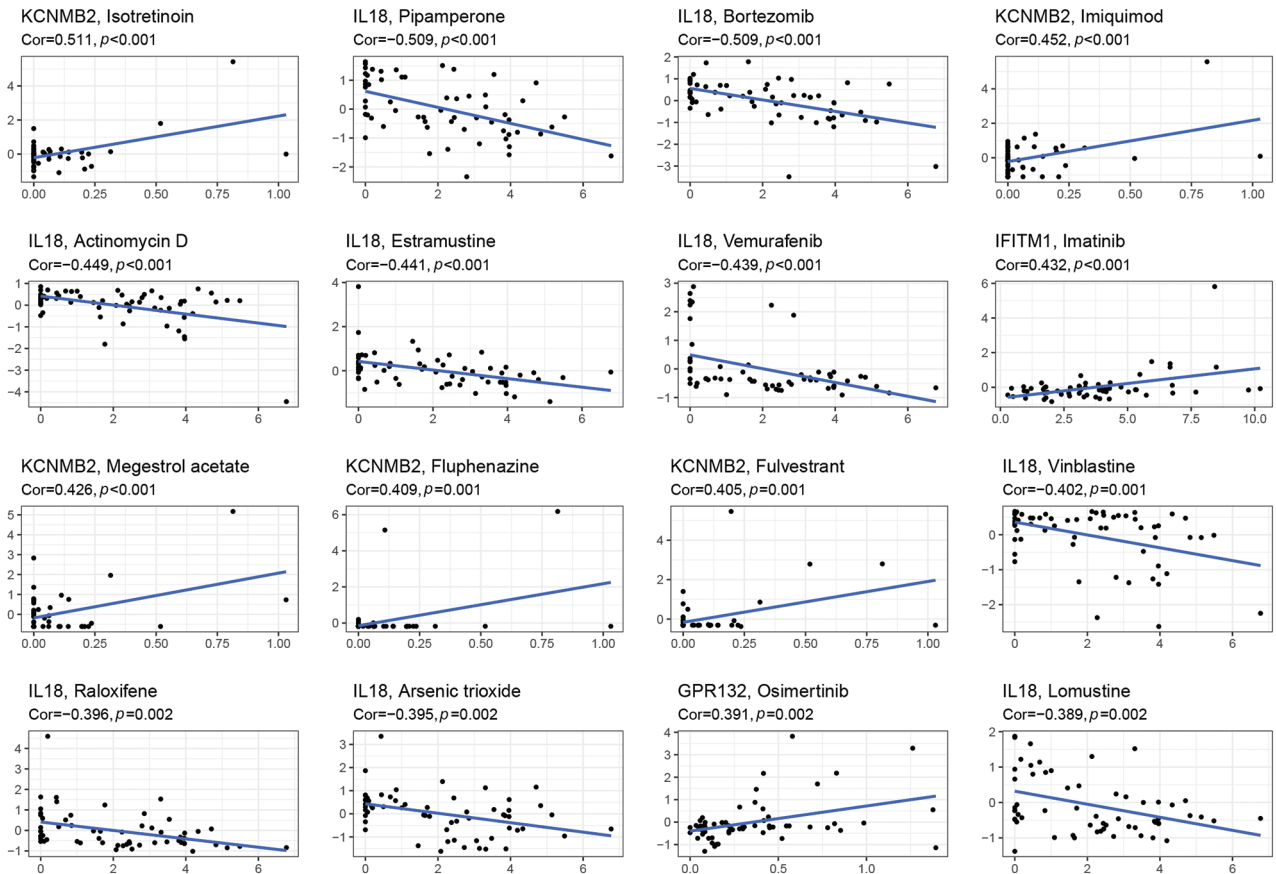 KCNMB2, Isotretinoin
Cor=0.511, p<0.001
4
2
0
0.00 0.25 0.50 0.75 1.00
IL18, Pipamperone
Cor=−0.509, p<0.001
1
0
−1
−2
0 2 4 6
IL18, Bortezomib
Cor=−0.509, p<0.001
2
1
0
−1
−2
−3
0 2 4 6
KCNMB2, Imiquimod
Cor=0.452, p<0.001
4
2
0
0.00 0.25 0.50 0.75 1.00
IL18, Actinomycin D
Cor=−0.449, p<0.001
1
0
−1
−2
−3
−4
0 2 4 6
IL18, Estramustine
Cor=−0.441, p<0.001
4
2
0
0 2 4 6
IL18, Vemurafenib
Cor=−0.439, p<0.001
3
2
1
0
−1
0 2 4 6
IFITM1, Imatinib
Cor=0.432, p<0.001
6
4
2
0
0.0 2.5 5.0 7.5 10.0
KCNMB2, Megestrol acetate
Cor=0.426, p<0.001
5
4
3
2
1
0
0.00 0.25 0.50 0.75 1.00
KCNMB2, Fluphenazine
Cor=0.409, p=0.001
6
4
2
0
0.00 0.25 0.50 0.75 1.00
KCNMB2, Fulvestrant
Cor=0.405, p=0.001
4
2
0
0.00 0.25 0.50 0.75 1.00
IL18, Vinblastine
Cor=−0.402, p=0.001
0
−1
−2
0 2 4 6
IL18, Raloxifene
Cor=−0.396, p=0.002
4
3
2
1
0
−1
0 2 4 6
IL18, Arsenic trioxide
Cor=−0.395, p=0.002
3
2
1
0
−1
0 2 4 6
GPR132, Osimertinib
Cor=0.391, p=0.002
4
3
2
1
0
−1
0.0 0.5 1.0
IL18, Lomustine
Cor=−0.389, p=0.002
2
1
0
−1
0 2 4 6